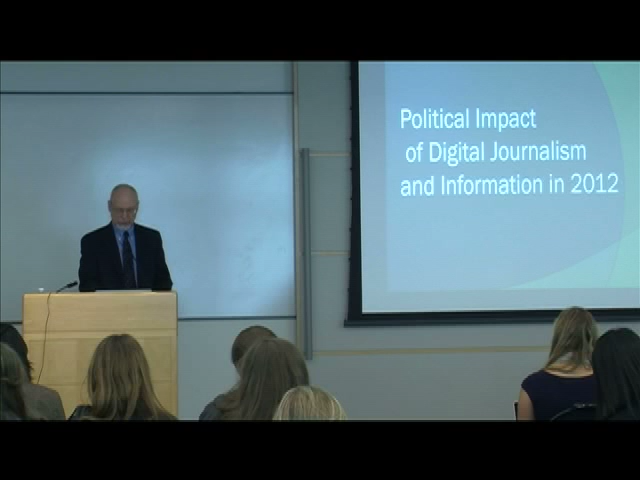 Political Impact
of Digital Journalism
and Information in 2012